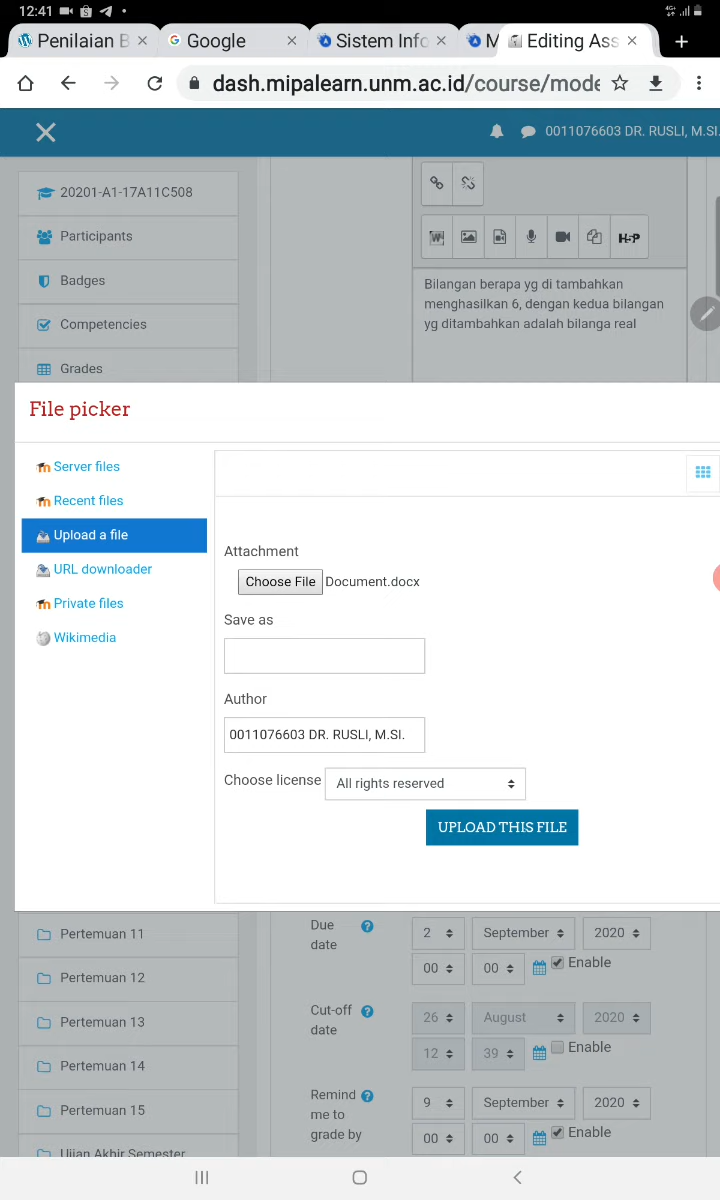 12:41
4G+
Penilaian B
Google
Sistem Info
M
Editing Ass
dash.mipalearn.unm.ac.id/course/mode
0011076603 DR. RUSLI, M.SI.
20201-A1-17A11C508
Participants
Badges
Competencies
Grades
H5P
Bilangan berapa yg di tambahkan
menghasilkan 6, dengan kedua bilangan
yg ditambahkan adalah bilanga real
File picker
Server files
Recent files
Upload a file
URL downloader
Private files
Wikimedia
Attachment
Choose File Document.docx
Save as
Author
0011076603 DR. RUSLI, M.SI.
Choose license All rights reserved
UPLOAD THIS FILE
Pertemuan 11
Pertemuan 12
Pertemuan 13
Pertemuan 14
Pertemuan 15
Ujian Akhir Semester
Due
date
2 September 2020
00 00 Enable
Cut-off
date
26 August 2020
12 39 Enable
Remind
me to
grade by
9 September 2020
00 00 Enable